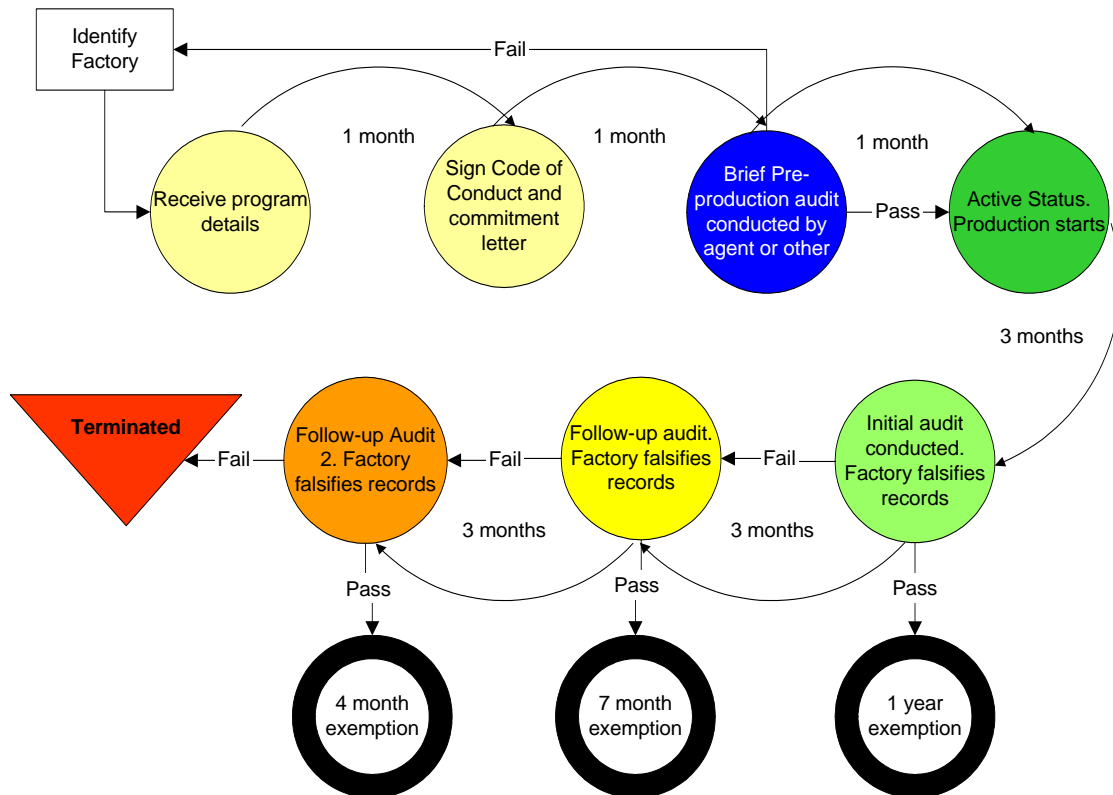 Identify
Factory
Fail
1 month
1 month
1 month
Receive program
details
Sign Code of
Conduct and
commitment
letter
Brief Pre-
production audit
conducted by
agent or other
Pass
Active Status.
Production starts
3 months
Terminated
Fail
Follow-up Audit
2. Factory
falsifies records
Fail
Follow-up audit.
Factory falsifies
records
Fail
Initial audit
conducted.
Factory falsifies
records
3 months
3 months
Pass
Pass
Pass
4 month
exemption
7 month
exemption
1 year
exemption